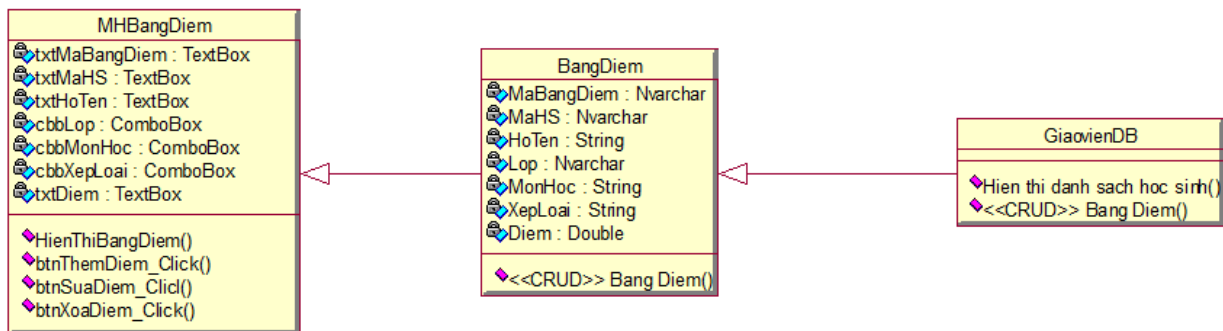 MHBangDiem
txtMaBangDiem : TextBox
txtMaHS : TextBox
txtHoTen : TextBox
cbbLop : ComboBox
cbbMonHoc : ComboBox
cbbXepLoai : ComboBox
txtDiem : TextBox
HienThiBangDiem()
btnThemDiem_Click()
btnSuaDiem_Clicl()
btnXoaDiem_Click()
BangDiem
MaBangDiem : Nvarchar
MaHS : Nvarchar
HoTen : String
Lop : Nvarchar
MonHoc : String
XepLoai : String
Diem : Double
<<CRUD>> Bang Diem()
GiaovienDB
Hien thi danh sach hoc sinh()
<<CRUD>> Bang Diem()